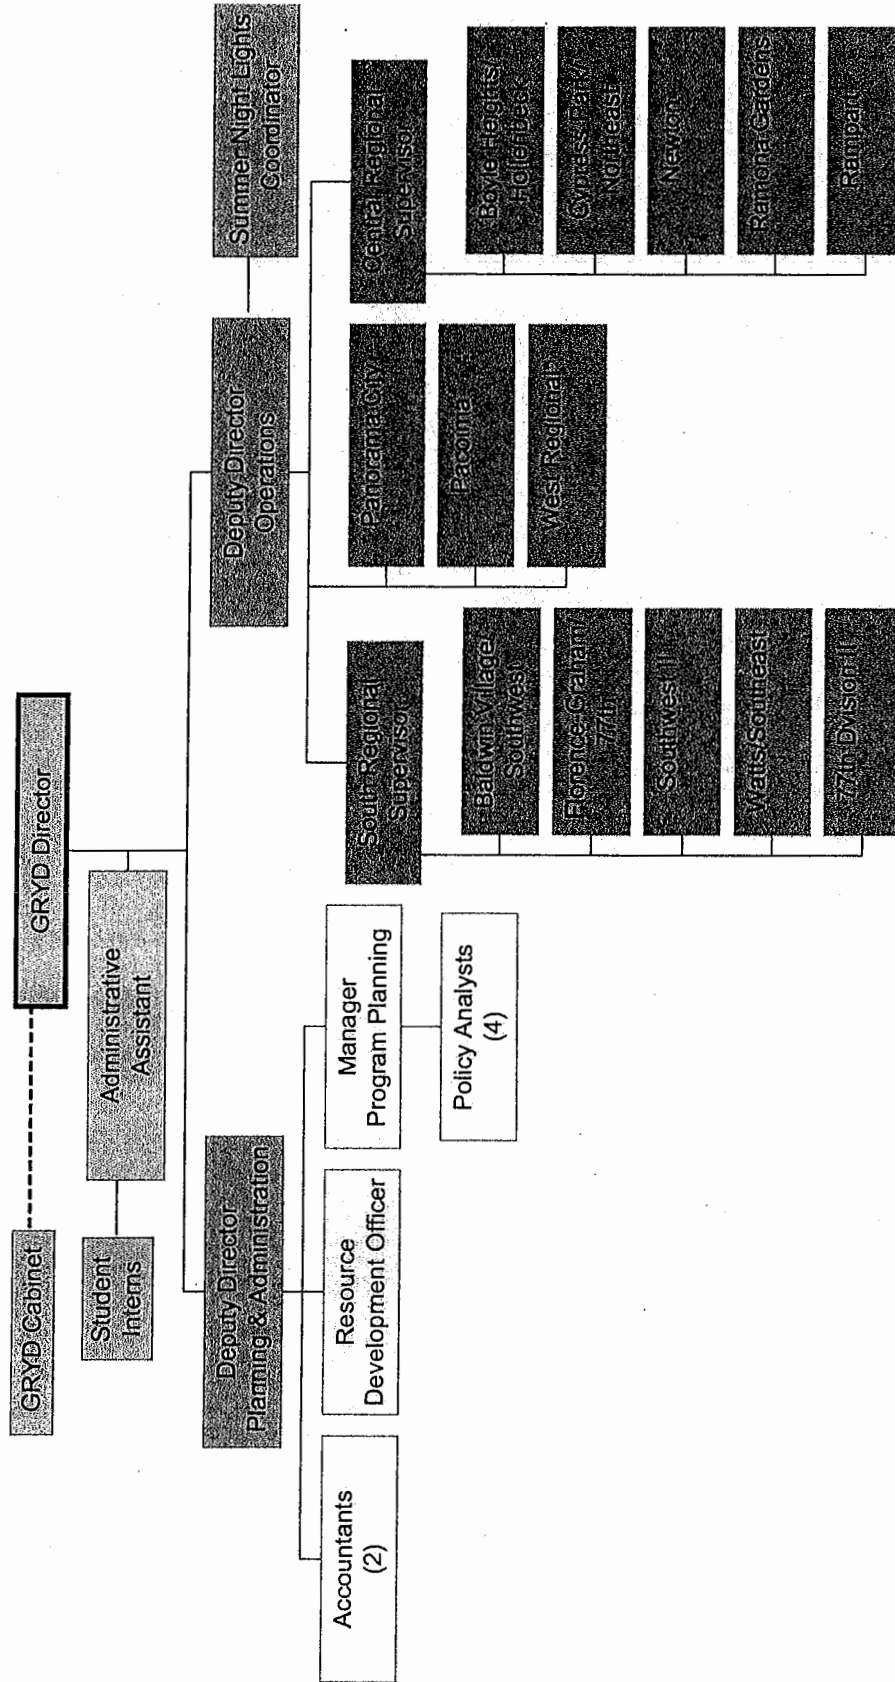 GRYD Cabinet
GRYD Director
Student
Interns
Administrative
Assistant
Deputy Director
Planning & Administration
Deputy Director
Operations
Summer Night Lights
Coordinator
Accountants
(2)
Resource
Development Officer
Manager
Program Planning
Policy Analysts
(4)
South Regional
Supervisor
Baldwin Village/
Southwest
Florence-Graham/
77th
Southwest II
Watts/Southeast
77th Dvision II
Panorama City
Pacoima
West Regional
Central Regional
Supervisor
Boyle Heights/
Hollenbeck
Cypress Park/
Northeast
Newton
Ramona Gardens
Rampart